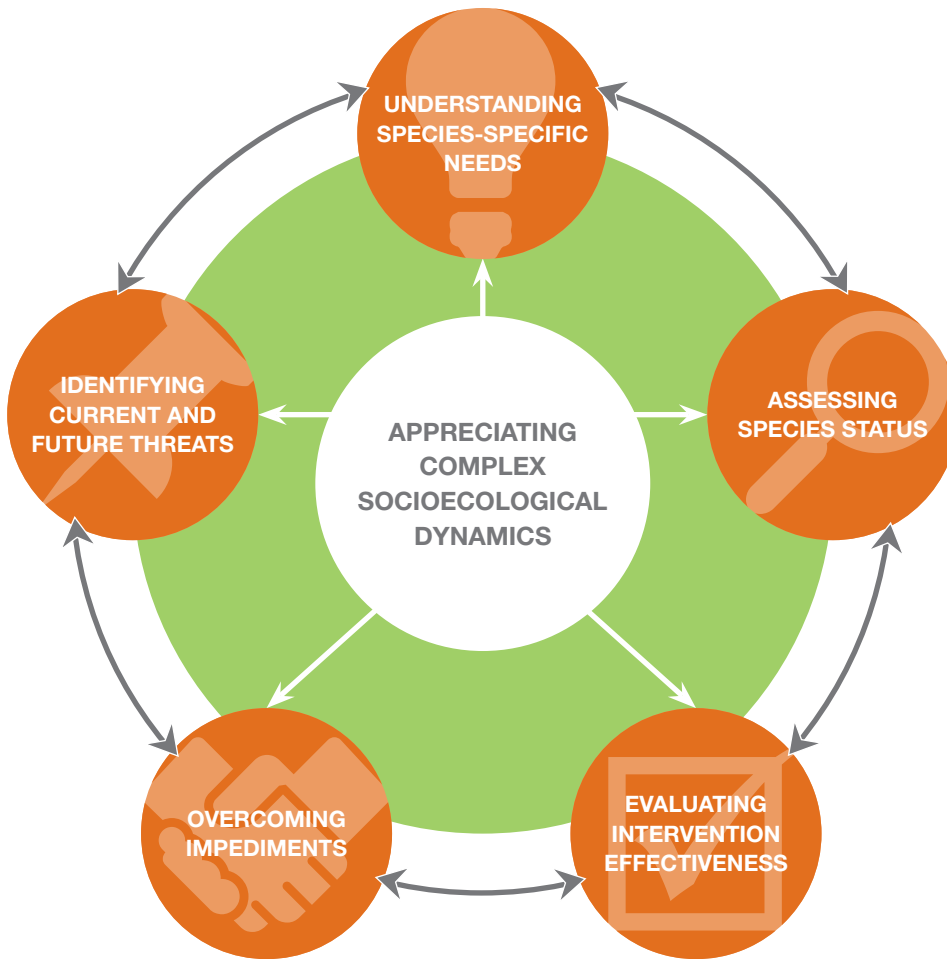 UNDERSTANDING
SPECIES-SPECIFIC
NEEDS
IDENTIFYING
CURRENT AND
FUTURE THREATS
ASSESSING
SPECIES STATUS
APPRECIATING
COMPLEX
SOCIOECOLOGICAL
DYNAMICS
OVERCOMING
IMPEDIMENTS
EVALUATING
INTERVENTION
EFFECTIVENESS